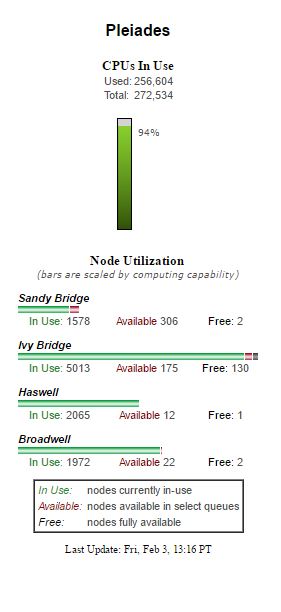 Pleiades
CPUs In Use
Used: 256,604
Total: 272,534
94%
Node Utilization
(bars are scaled by computing capability)
Sandy Bridge
In Use: 1578 Available 306 Free: 2
Ivy Bridge
In Use: 5013 Available 175 Free: 130
Haswell
In Use: 2065 Available 12 Free: 1
Broadwell
In Use: 1972 Available 22 Free: 2
In Use: nodes currently in-use
Available: nodes available in select queues
Free: nodes fully available
Last Update: Fri, Feb 3, 13:16 PT